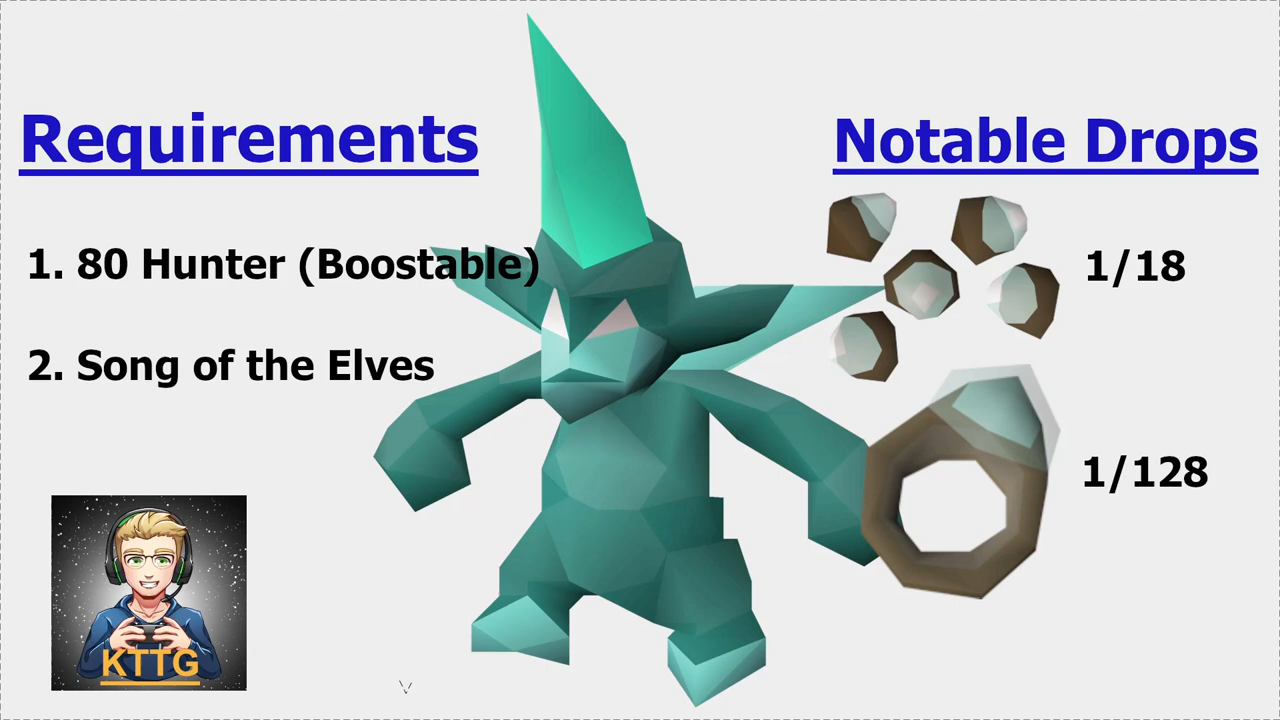 Requirements
1. 80 Hunter (Boostable)
2. Song of the Elves
Notable Drops
1/18
1/128
KTTG